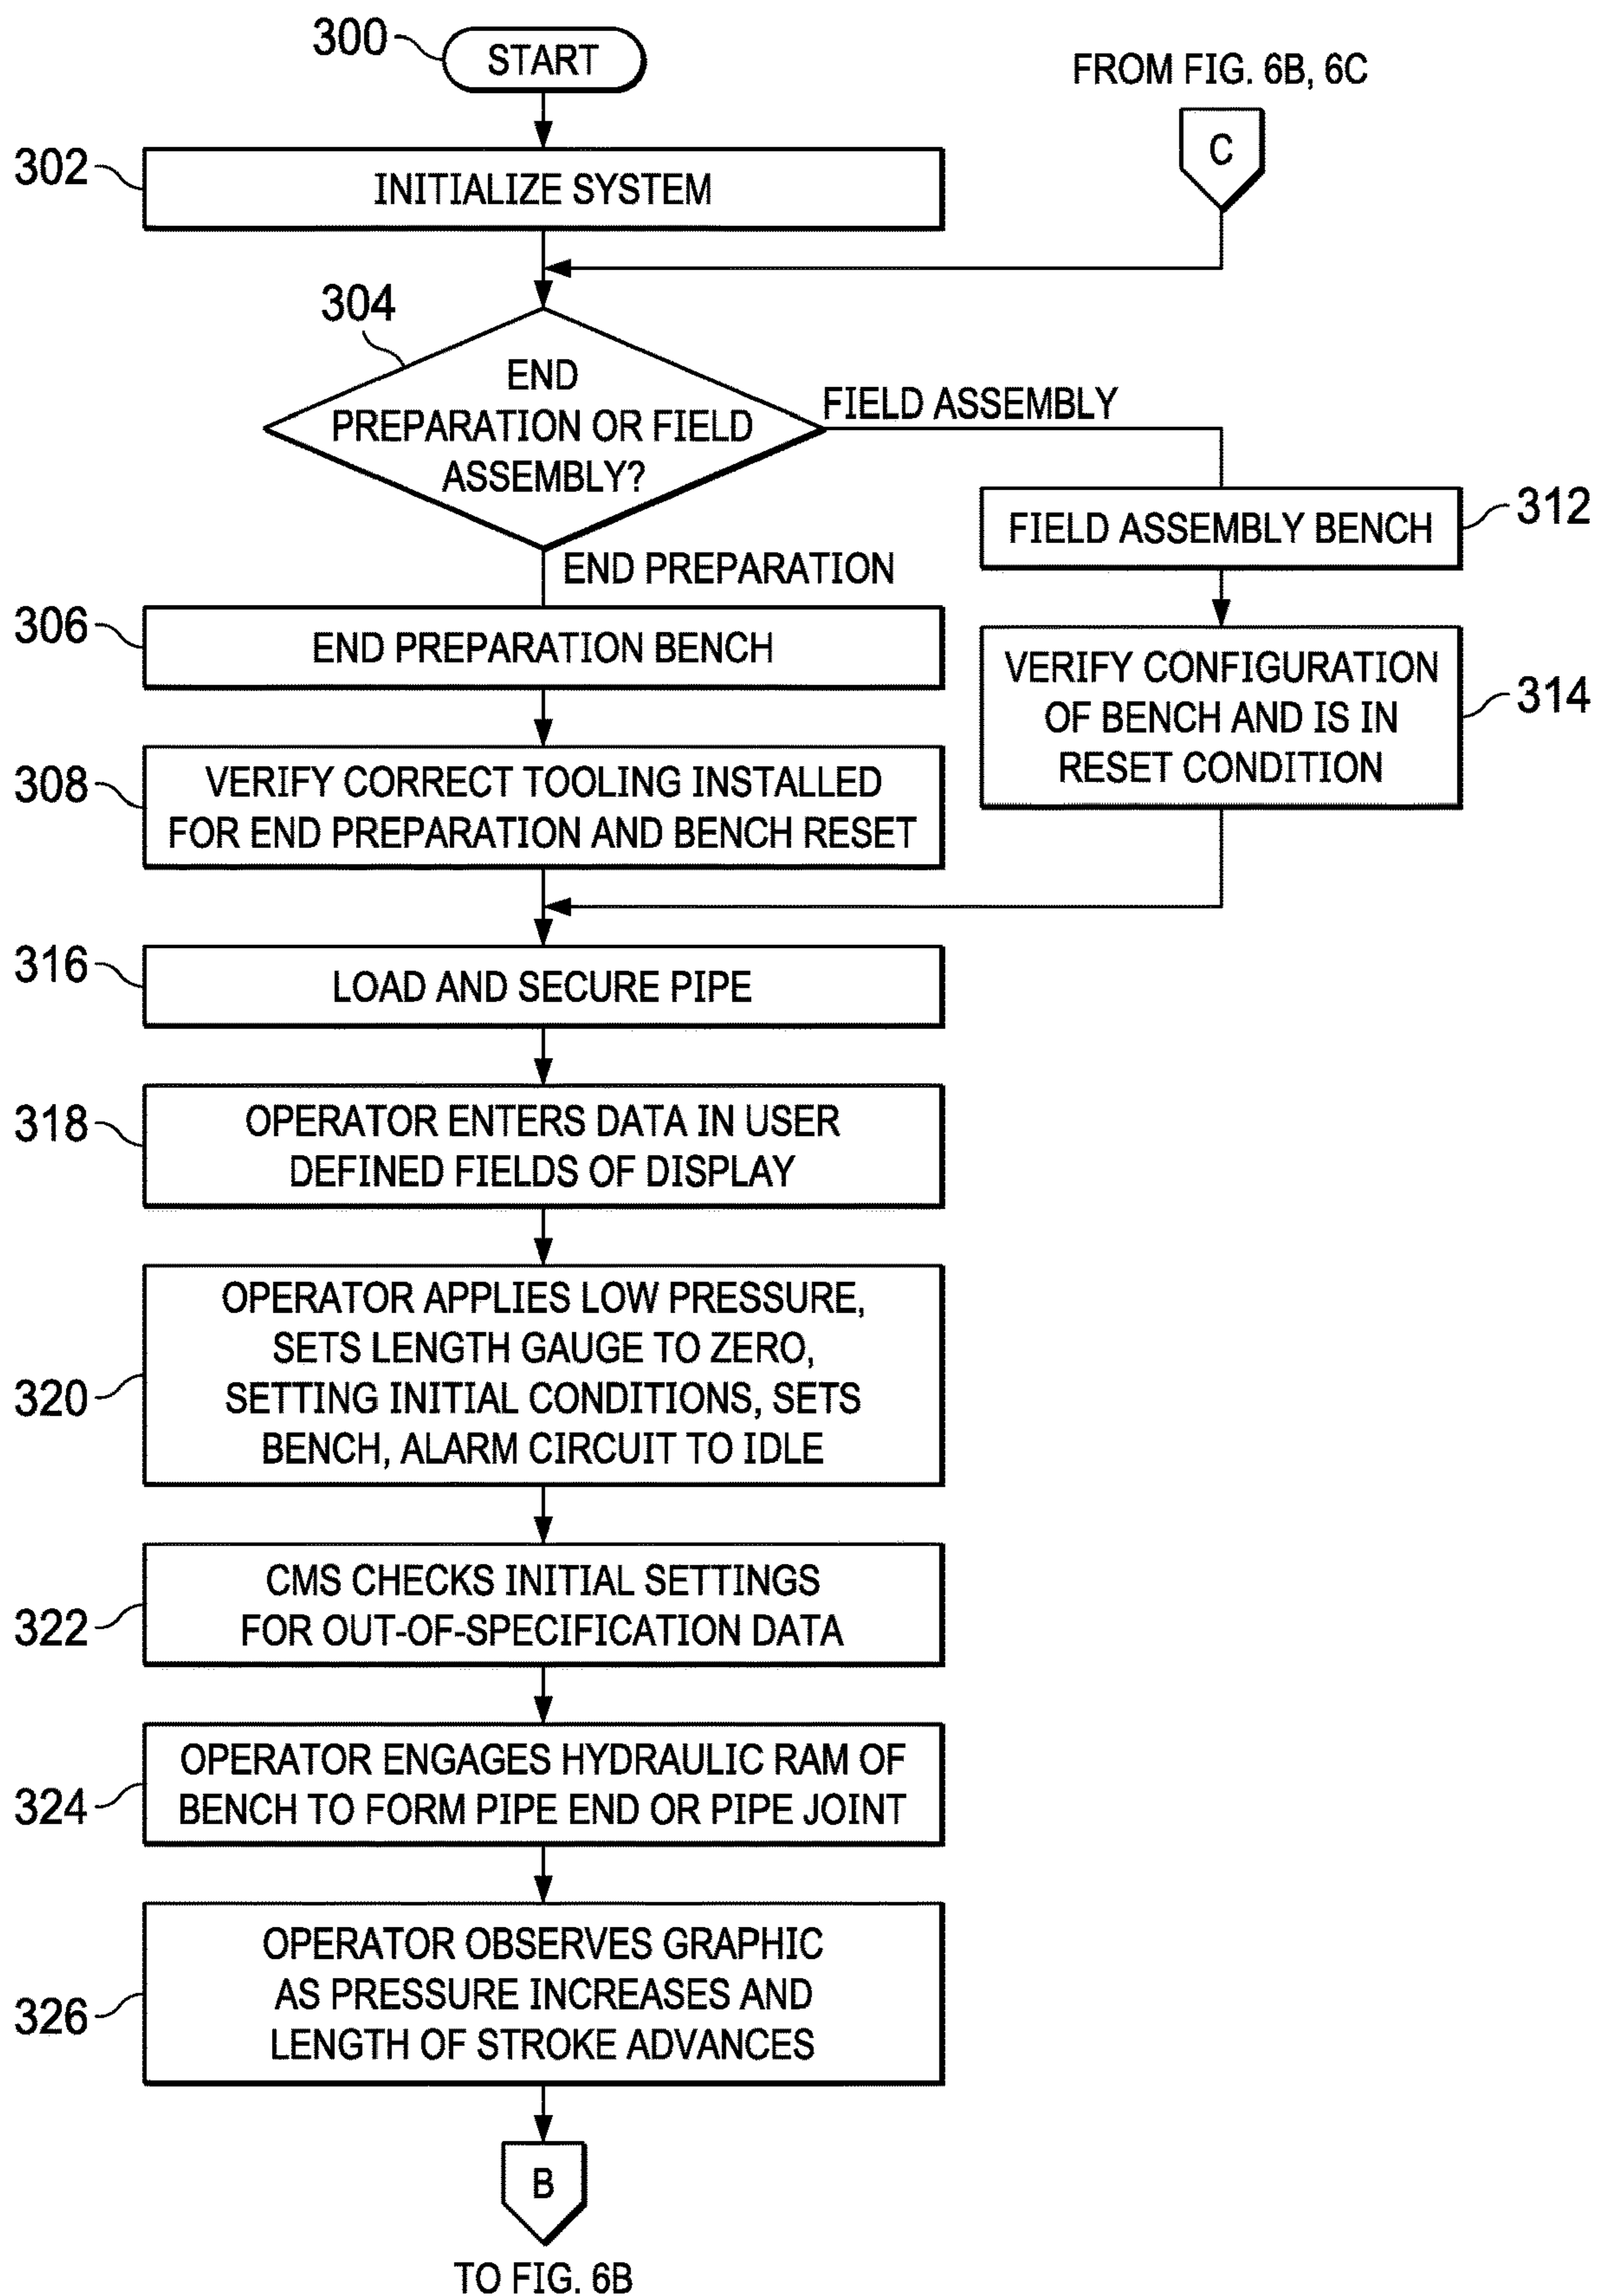 300
START
FROM FIG. 6B, 6C
C
302
INITIALIZE SYSTEM
304
END
PREPARATION OR FIELD
ASSEMBLY?
FIELD ASSEMBLY
END PREPARATION
312
FIELD ASSEMBLY BENCH
306
END PREPARATION BENCH
314
VERIFY CONFIGURATION
OF BENCH AND IS IN
RESET CONDITION
308
VERIFY CORRECT TOOLING INSTALLED
FOR END PREPARATION AND BENCH RESET
316
LOAD AND SECURE PIPE
318
OPERATOR ENTERS DATA IN USER
DEFINED FIELDS OF DISPLAY
320
OPERATOR APPLIES LOW PRESSURE,
SETS LENGTH GAUGE TO ZERO,
SETTING INITIAL CONDITIONS, SETS
BENCH, ALARM CIRCUIT TO IDLE
322
CMS CHECKS INITIAL SETTINGS
FOR OUT-OF-SPECIFICATION DATA
324
OPERATOR ENGAGES HYDRAULIC RAM OF
BENCH TO FORM PIPE END OR PIPE JOINT
326
OPERATOR OBSERVES GRAPHIC
AS PRESSURE INCREASES AND
LENGTH OF STROKE ADVANCES
B
TO FIG. 6B